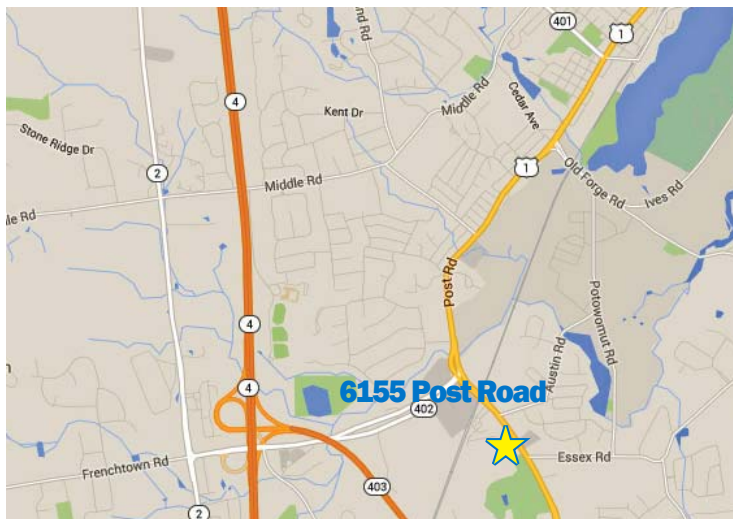 401
1
nd Rd
4
Middle Rd
Kent Dr
Cedar Ave
Stone Ridge Dr
2
1
Old Forge Rd
Middle Rd
Ives Rd
le Rd
Post Rd
Potowomut Rd
4
Austin Rd
n
4
6155 Post Road
402
Essex Rd
Frenchtown Rd
403
2